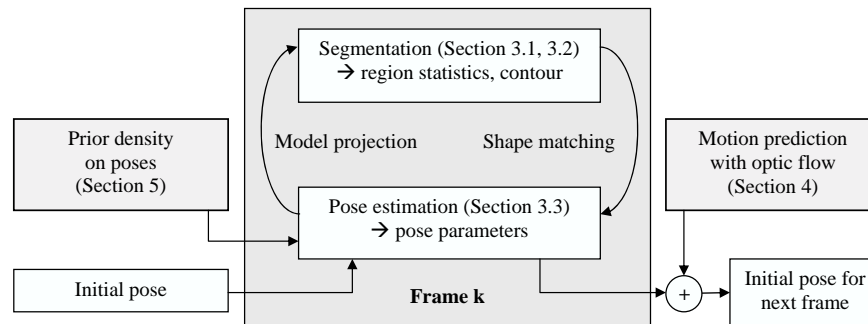 Segmentation (Section 3.1, 3.2)
→ region statistics, contour
Prior density
on poses
(Section 5)
Model projection
Shape matching
Motion prediction
with optic flow
(Section 4)
Pose estimation (Section 3.3)
→ pose parameters
Initial pose
Frame k
+
Initial pose for
next frame